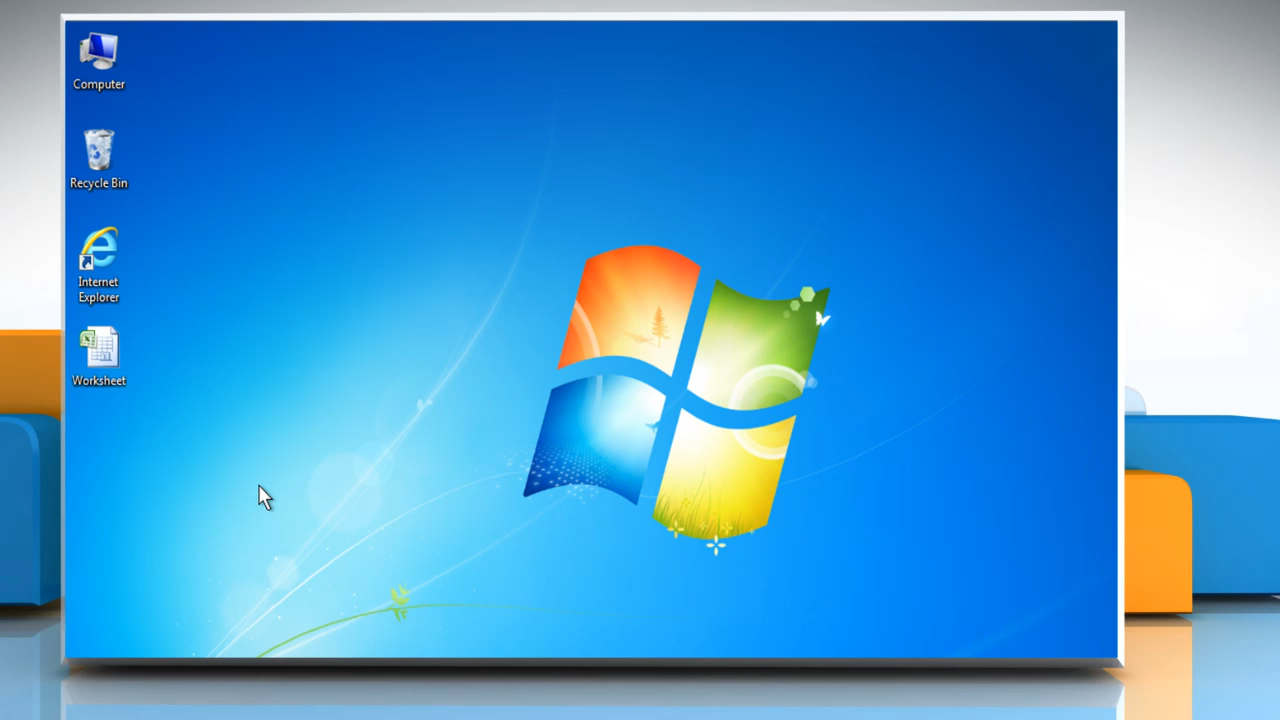 Computer
Recycle Bin
Internet
Explorer
Worksheet